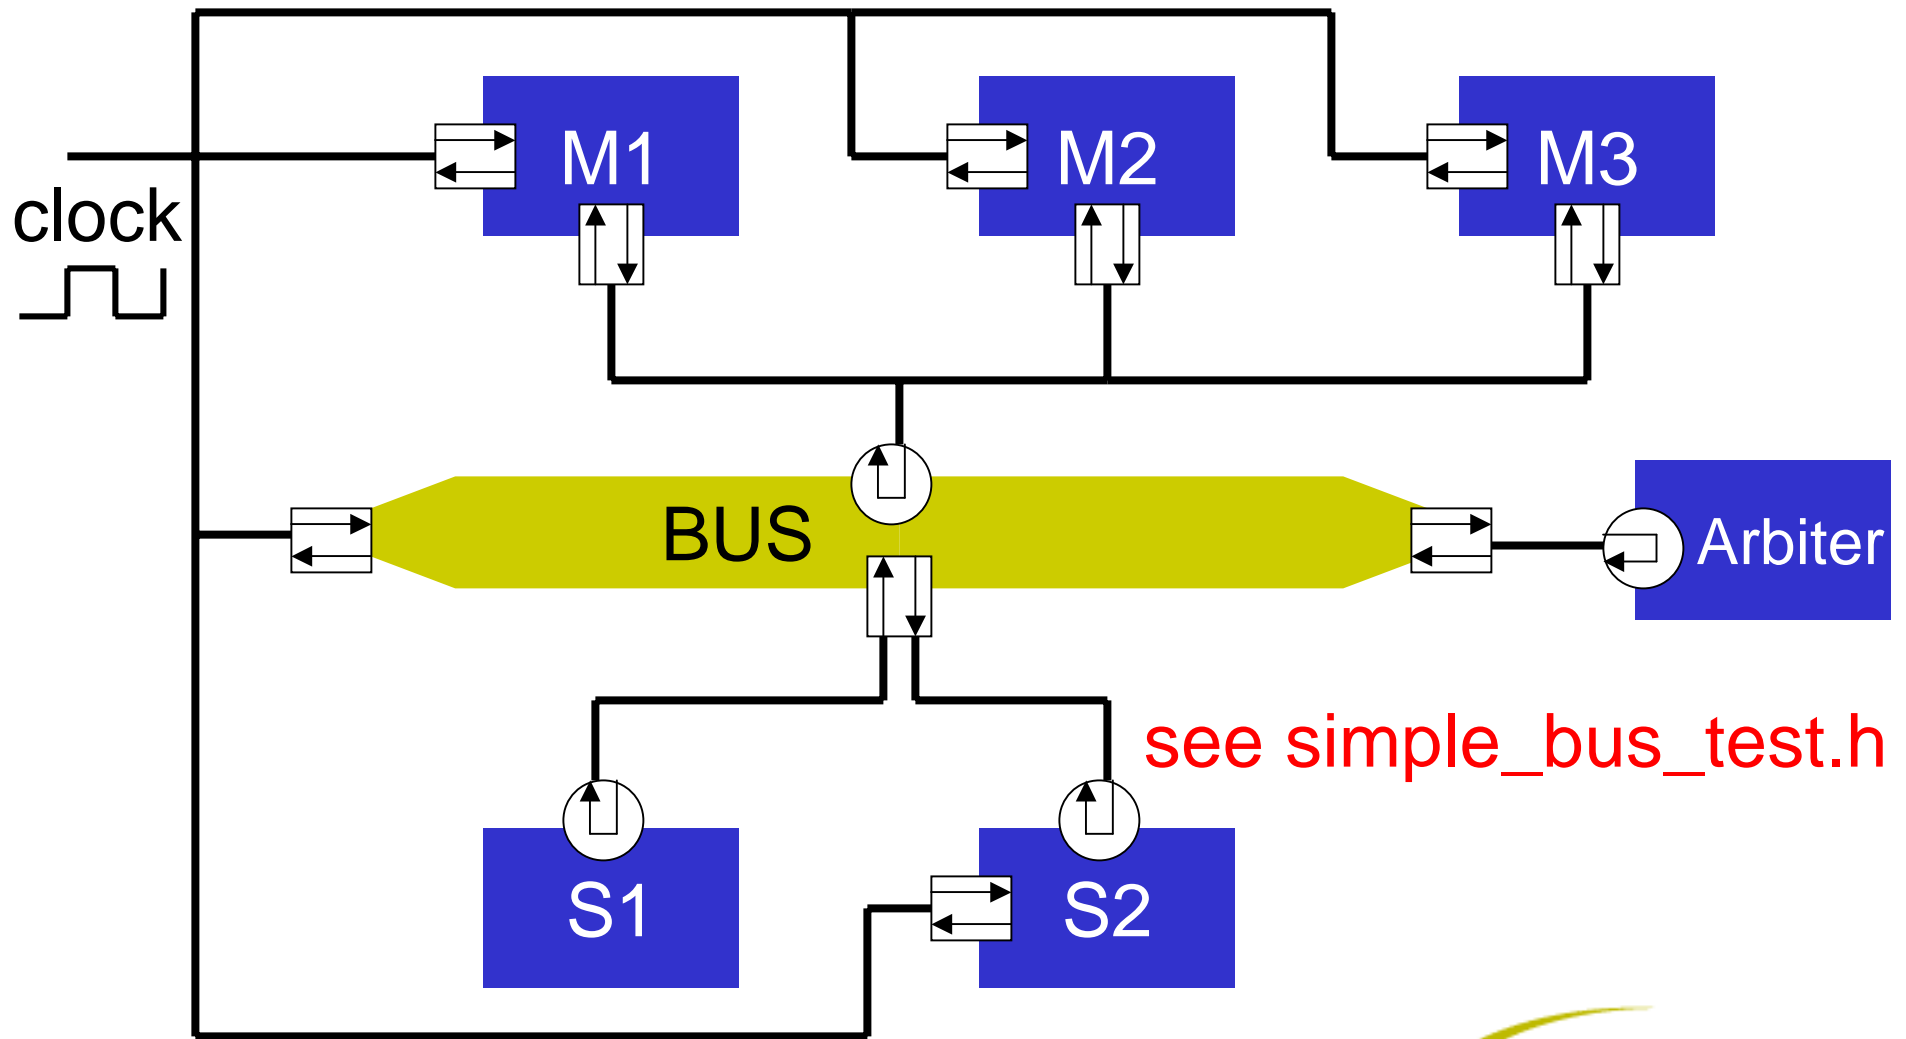 M1
M2
M3
clock
BUS
Arbiter
see simple_bus_test.h
S1
S2